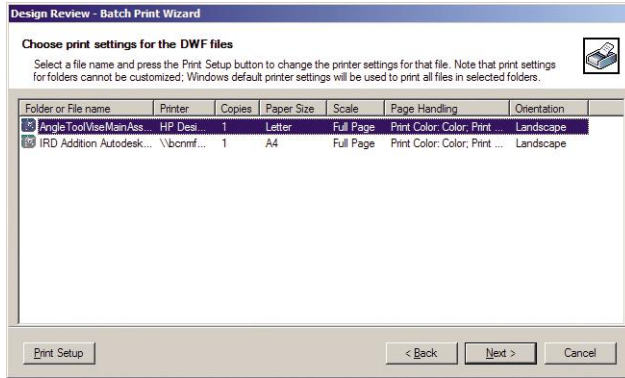 Design Review - Batch Print Wizard
Choose print settings for the DWF files
Select a file name and press the Print Setup button to change the printer settings for that file. Note that print settings
for folders cannot be customized; Windows default printer settings will be used to print all files in selected folders.
Folder or File name Printer Copies Paper Size Scale Page Handling Orientation
AngleToolViseMainAss... HP Desi... 1 Letter Full Page Print Color: Color; Print ... Landscape
IRD Addition Autodesk... \\bcnmf... 1 A4 Full Page Print Color: Color; Print ... Landscape
Print Setup < Back Next > Cancel